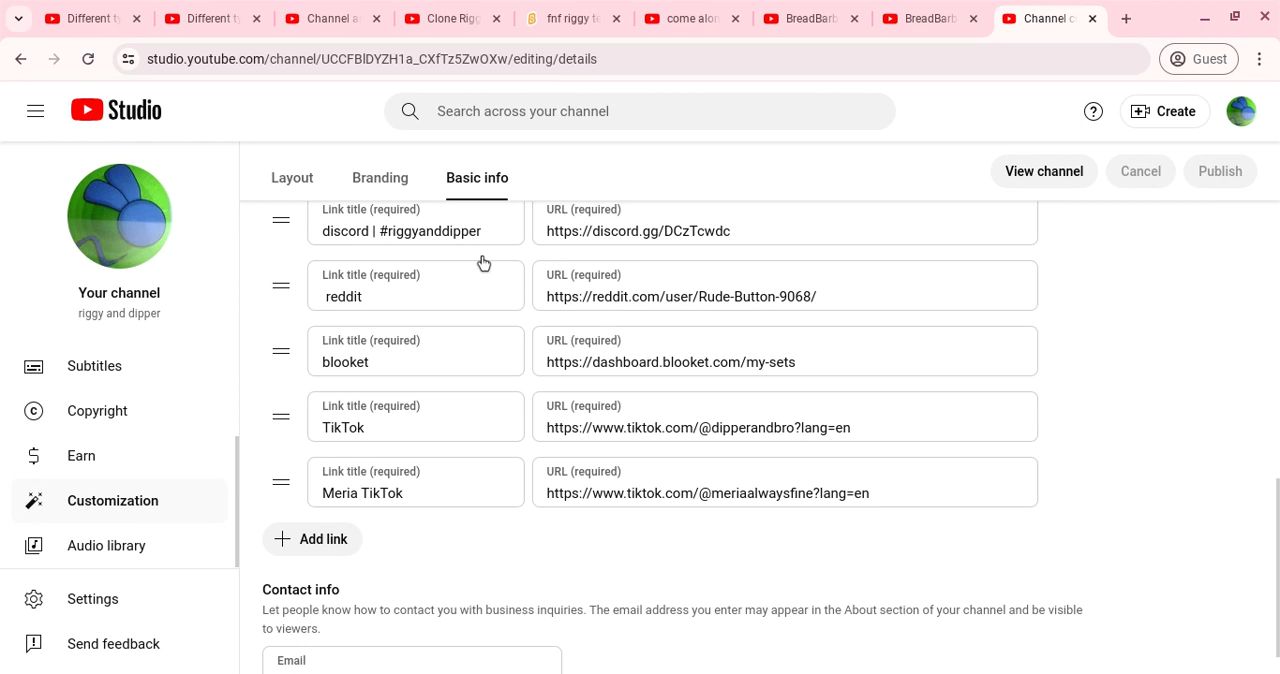 Different ty
Different ty
Channel a
Clone Rigg
fnf riggy te
come alon
BreadBarb
BreadBarb
Channel c
studio.youtube.com/channel/UCCFBlDYZH1a_CXfTz5ZwOXw/editing/details
Guest
Studio
Search across your channel
Create
Your channel
riggy and dipper
Subtitles
Copyright
Earn
Customization
Audio library
Settings
Send feedback
Layout
Branding
Basic info
View channel
Cancel
Publish
Link title (required)
discord | #riggyanddipper
URL (required)
https://discord.gg/DCzTcwdc
Link title (required)
reddit
URL (required)
https://reddit.com/user/Rude-Button-9068/
Link title (required)
blooket
URL (required)
https://dashboard.blooket.com/my-sets
Link title (required)
TikTok
URL (required)
https://www.tiktok.com/@dipperandbro?lang=en
Link title (required)
Meria TikTok
URL (required)
https://www.tiktok.com/@meriaalwaysfine?lang=en
Add link
Contact info
Let people know how to contact you with business inquiries. The email address you enter may appear in the About section of your channel and be visible
to viewers.
Email